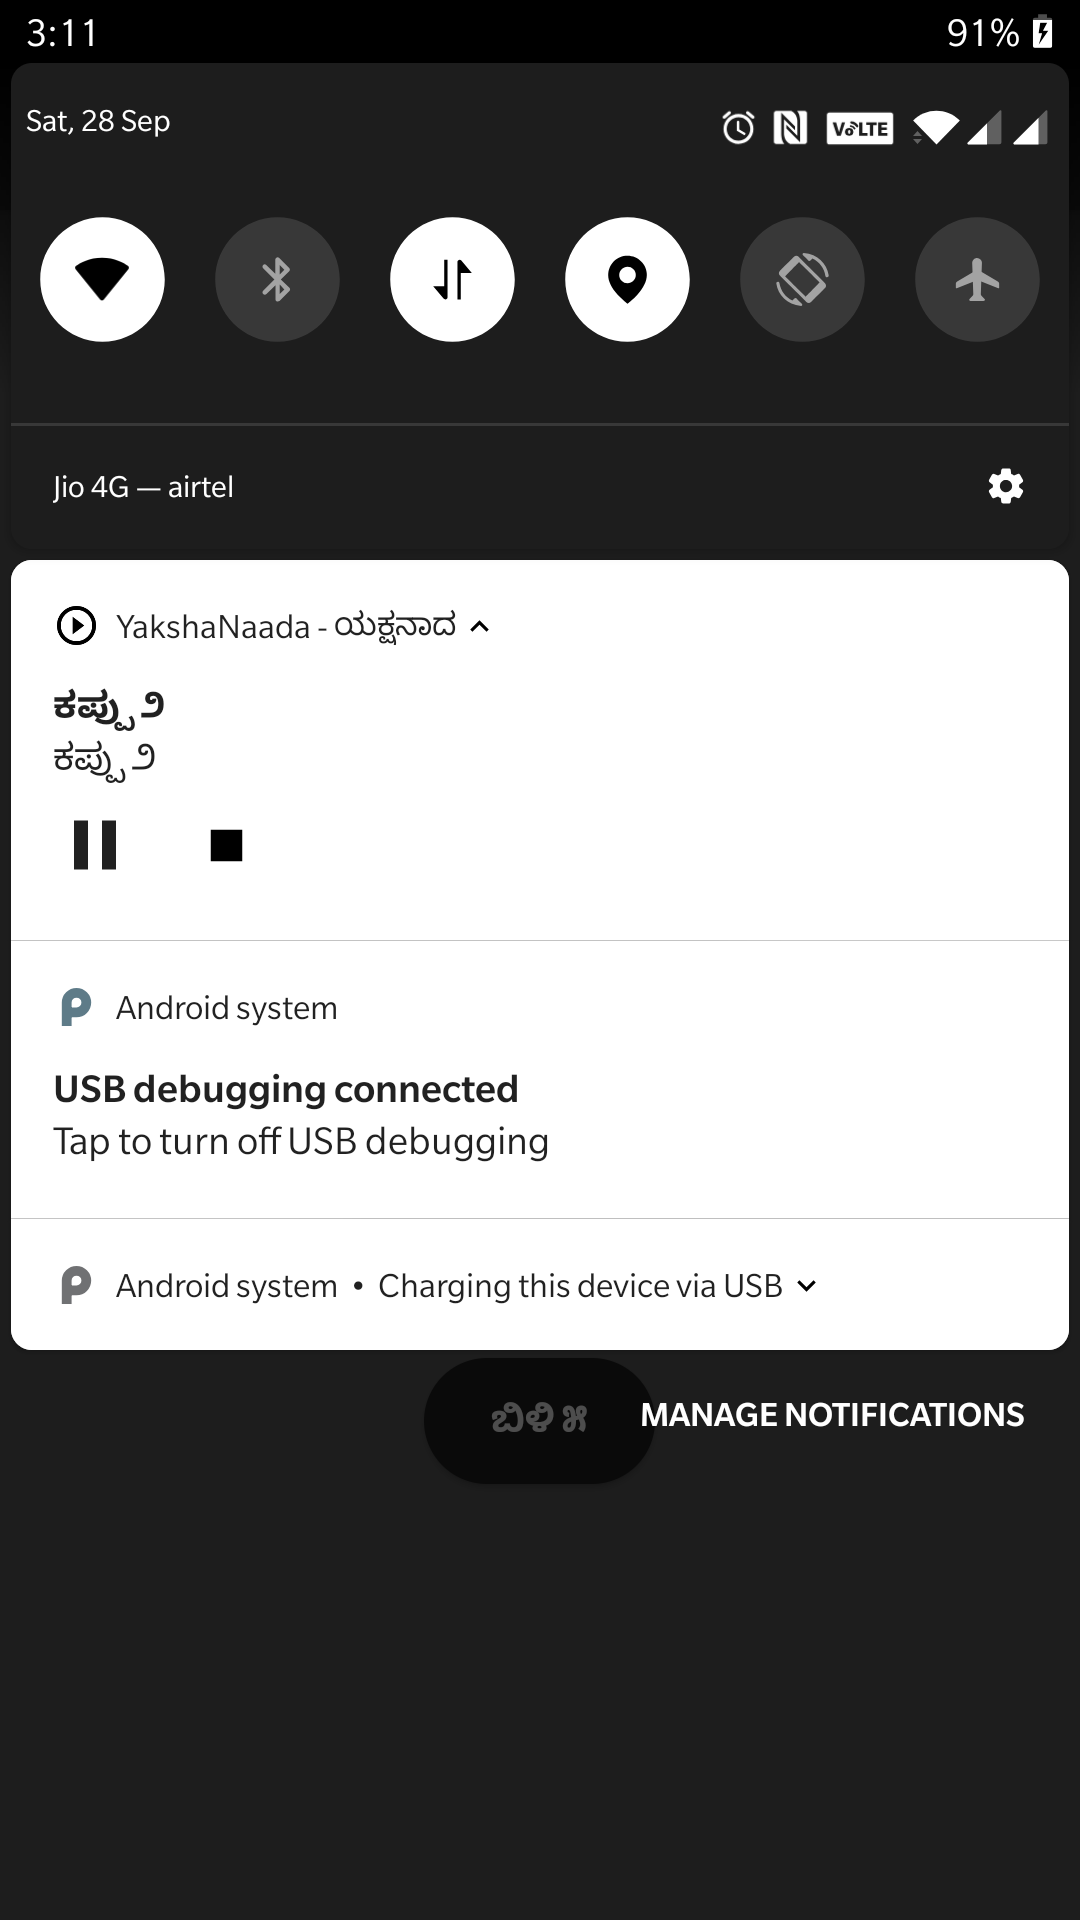 3:11
91%
Sat, 28 Sep
VoLTE
Jio 4G — airtel
YakshaNaada - ಯಕ್ಷನಾದ
ಕಪ್ಪು ೨
ಕಪ್ಪು ೨
Android system
USB debugging connected
Tap to turn off USB debugging
Android system • Charging this device via USB
ಬಿಳಿ ೫
MANAGE NOTIFICATIONS